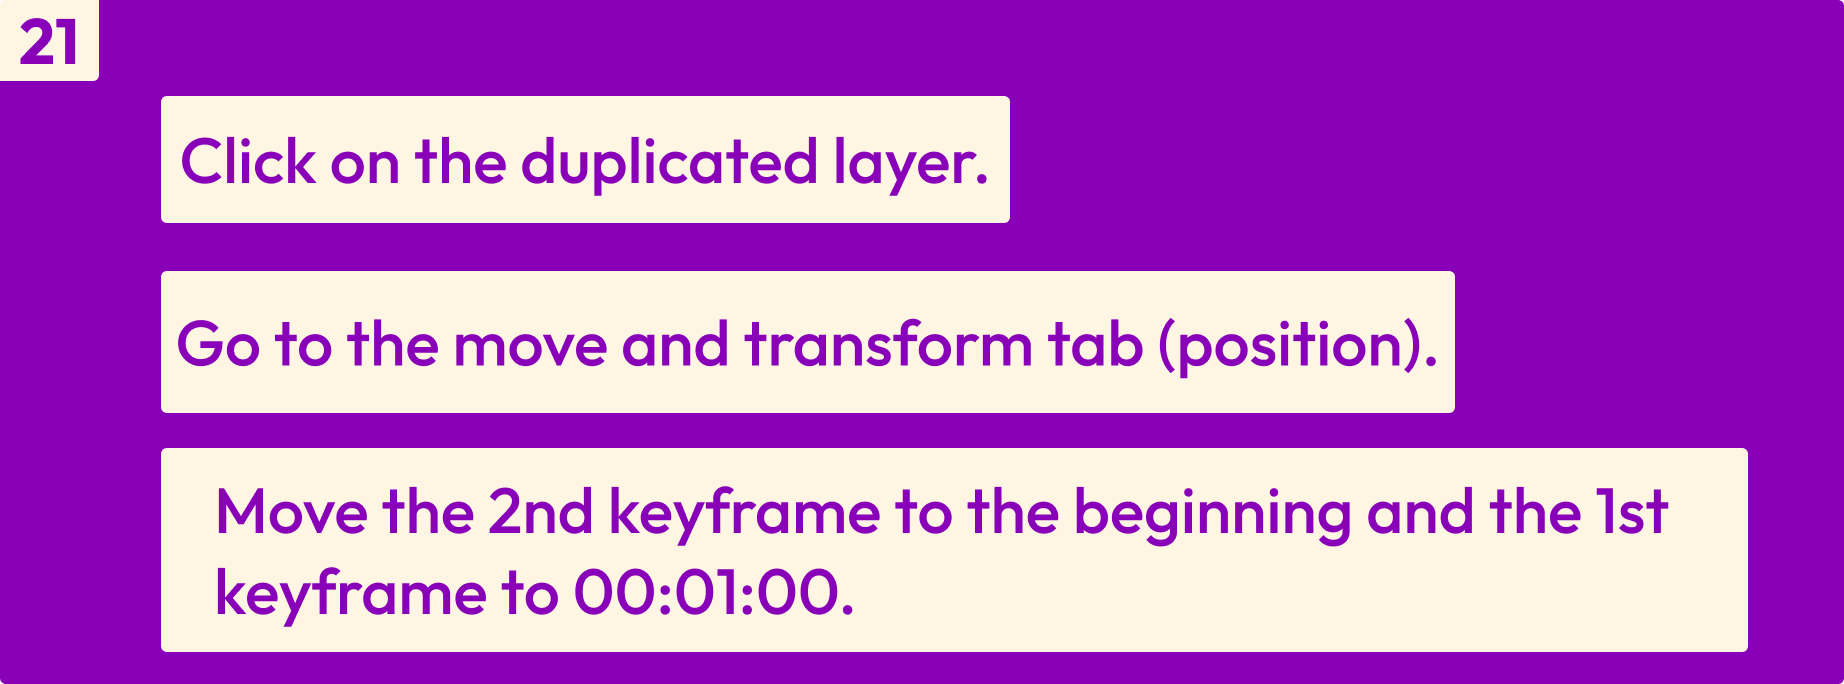 21
Click on the duplicated layer.
Go to the move and transform tab (position).
Move the 2nd keyframe to the beginning and the 1st
keyframe to 00:01:00.